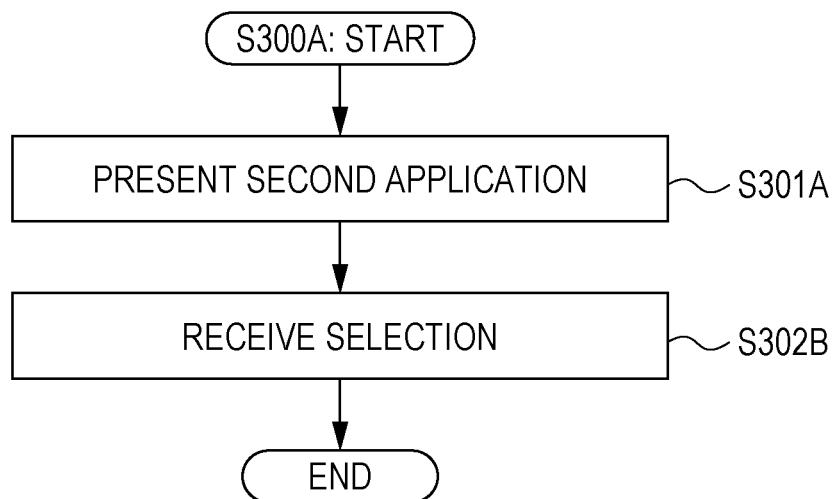 S300A: START
PRESENT SECOND APPLICATION
S301A
RECEIVE SELECTION
S302B
END